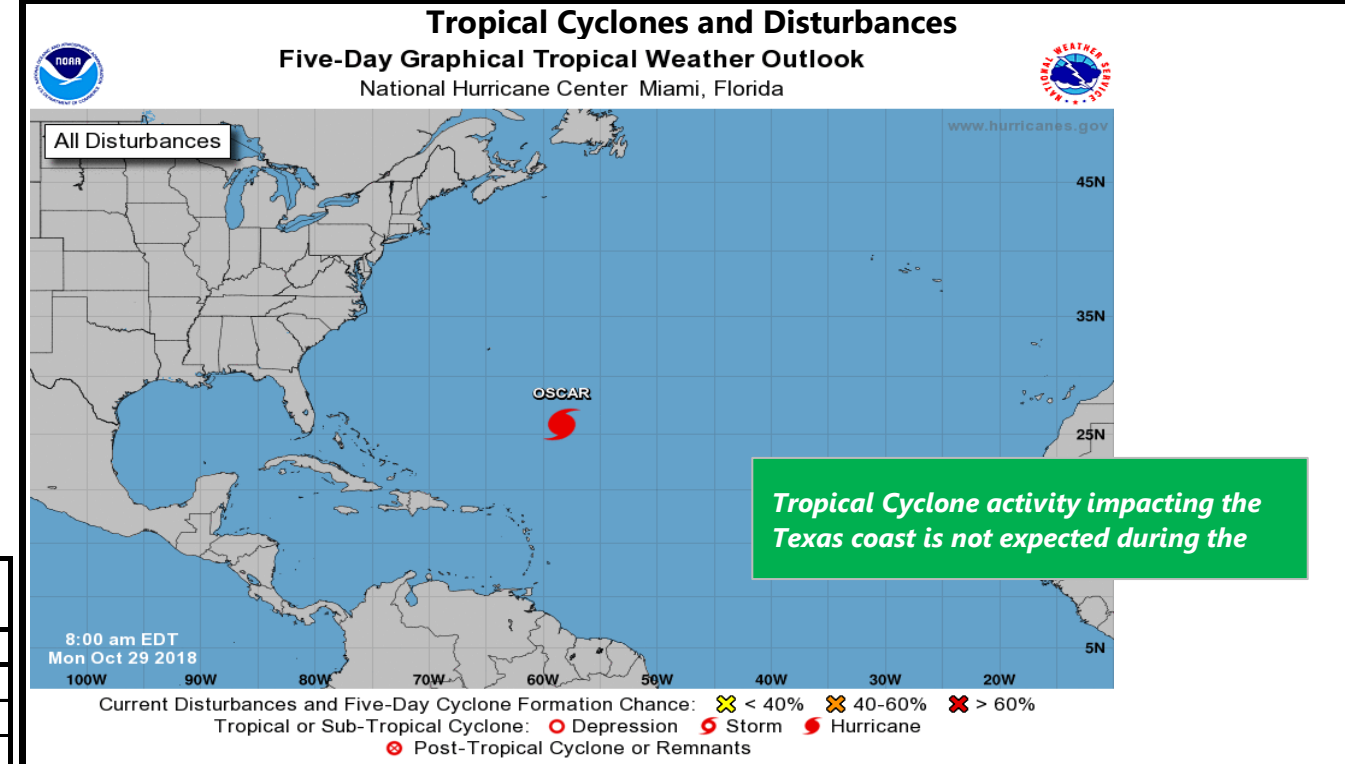 Tropical Cyclones and Disturbances
Five-Day Graphical Tropical Weather Outlook
National Hurricane Center Miami, Florida
NOAA
NATIONAL WEATHER SERVICE
All Disturbances
www.hurricanes.gov
45N
35N
OSCAR
25N
Tropical Cyclone activity impacting the
Texas coast is not expected during the
8:00 am EDT
Mon Oct 29 2018
5N
100W 90W 80W 70W 60W 50W 40W 30W 20W
Current Disturbances and Five-Day Cyclone Formation Chance: < 40% 40-60% > 60%
Tropical or Sub-Tropical Cyclone: Depression Storm Hurricane
Post-Tropical Cyclone or Remnants